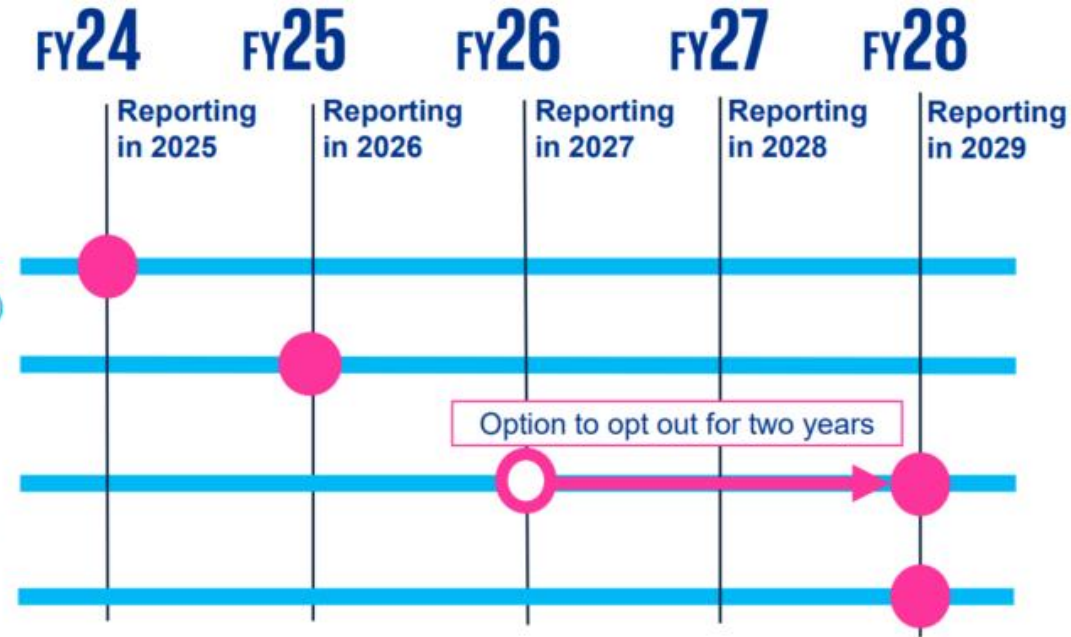 FY24 FY25 FY26 FY27 FY28
Reporting in 2025
Reporting in 2026
Reporting in 2027
Reporting in 2028
Reporting in 2029
Option to opt out for two years